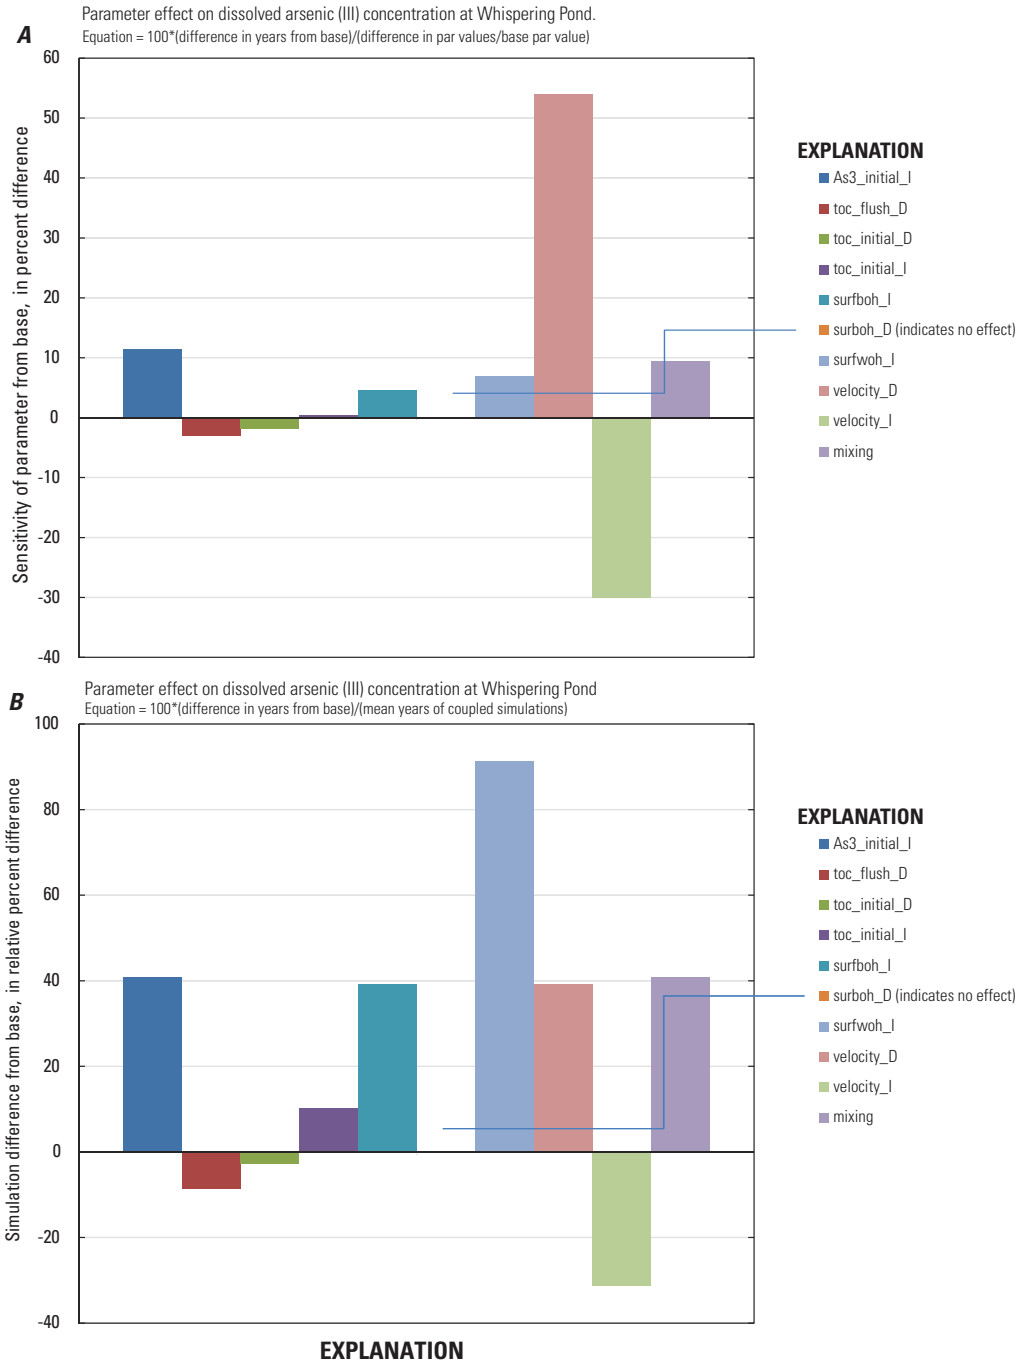 A
Parameter effect on dissolved arsenic (III) concentration at Whispering Pond.
Equation = 100*(difference in years from base)/(difference in par values/base par value)
Sensitivity of parameter from base, in percent difference
60
50
40
30
20
10
0
-10
-20
-30
-40
EXPLANATION
As3_initial_I
toc_flush_D
toc_initial_D
toc_initial_I
surfboh_I
surboh_D (indicates no effect)
surfwoh_I
velocity_D
velocity_I
mixing
B
Parameter effect on dissolved arsenic (III) concentration at Whispering Pond
Equation = 100*(difference in years from base)/(mean years of coupled simulations)
Simulation difference from base, in relative percent difference
100
80
60
40
20
0
-20
-40
EXPLANATION
As3_initial_I
toc_flush_D
toc_initial_D
toc_initial_I
surfboh_I
surboh_D (indicates no effect)
surfwoh_I
velocity_D
velocity_I
mixing
EXPLANATION